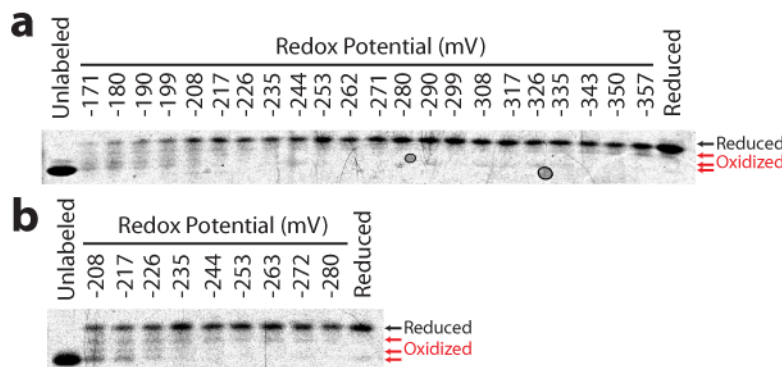 a
Redox Potential (mV)
Unlabeled -171 -180 -190 -199 -208 -217 -226 -235 -244 -253 -262 -271 -280 -290 -299 -308 -317 -326 -335 -343 -350 -357 Reduced
Reduced
Oxidized
b
Redox Potential (mV)
Unlabeled -208 -217 -226 -235 -244 -253 -263 -272 -280 Reduced
Reduced
Oxidized